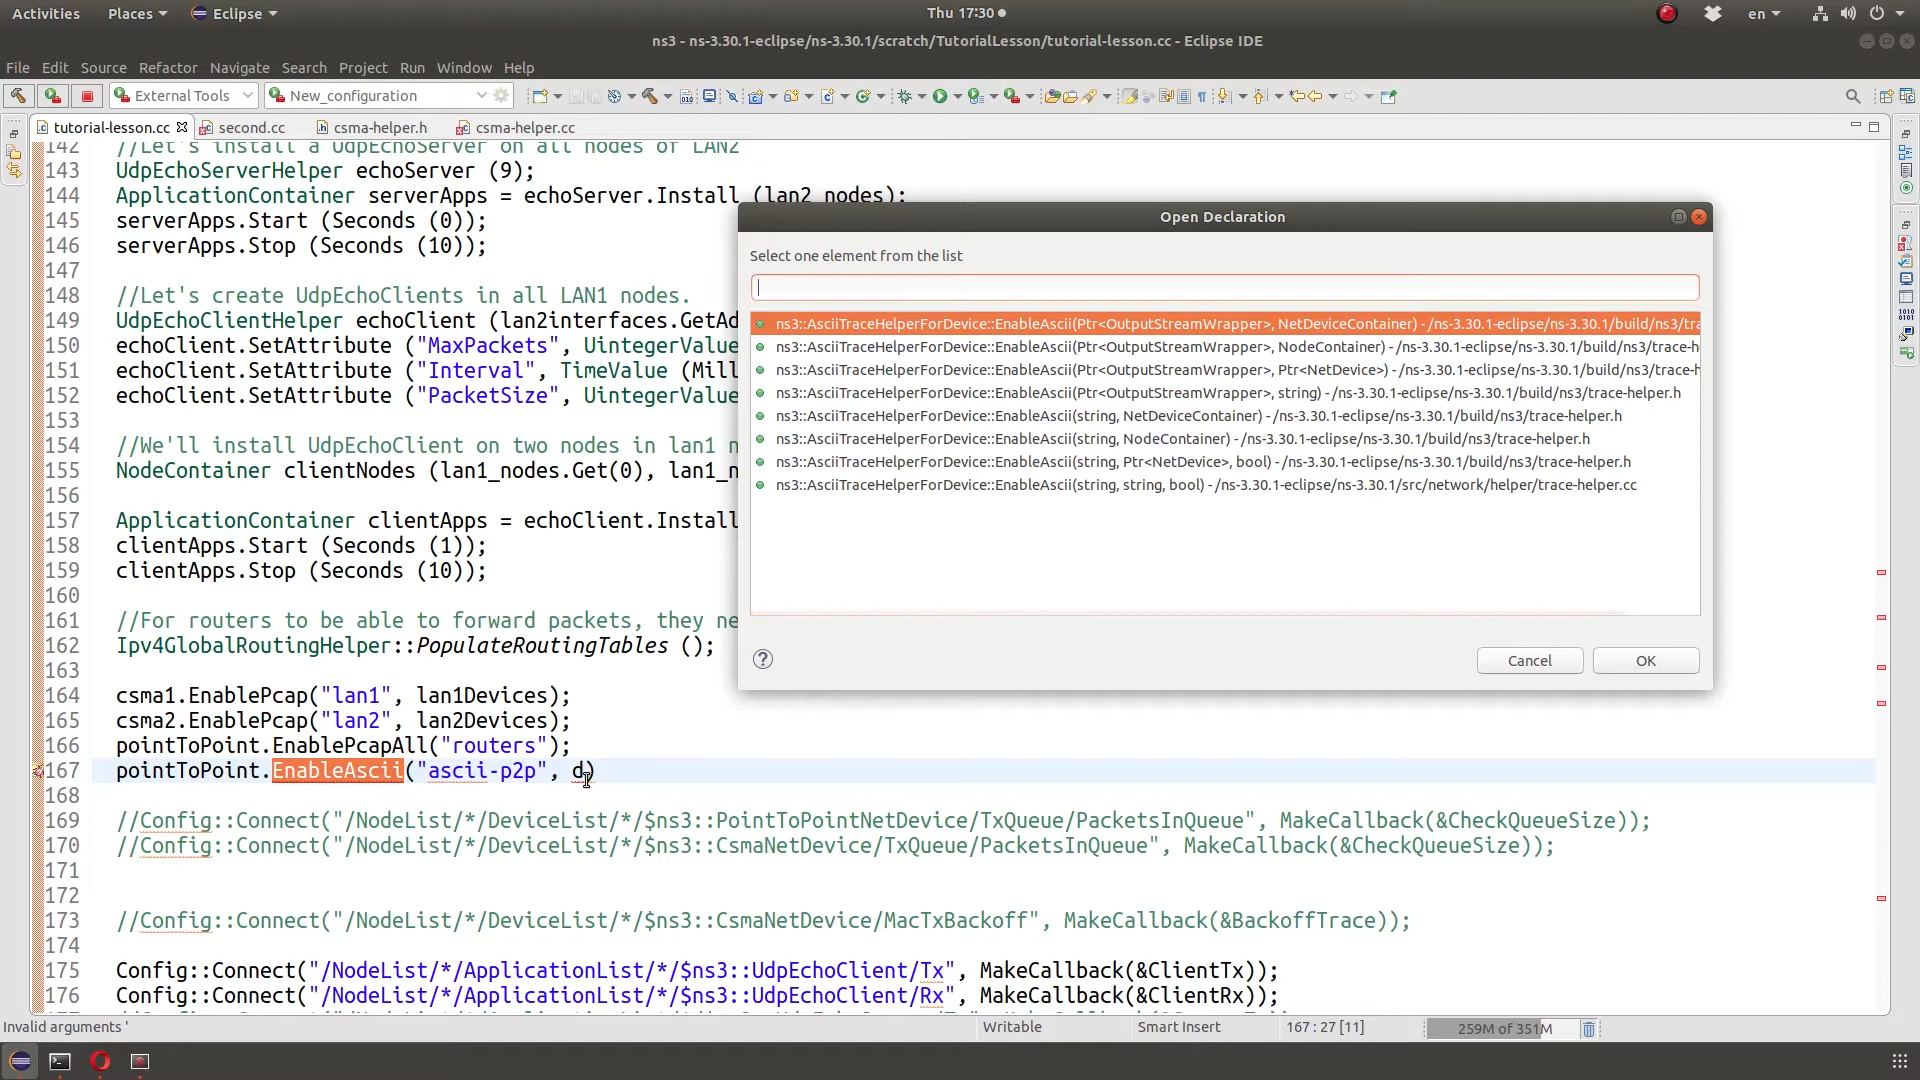 Activities Places Eclipse Thu 17:30 en
ns3 - ns-3.30.1-eclipse/ns-3.30.1/scratch/TutorialLesson/tutorial-lesson.cc - Eclipse IDE
File Edit Source Refactor Navigate Search Project Run Window Help
External Tools New_configuration
tutorial-lesson.cc second.cc csma-helper.h csma-helper.cc
142 //Let's install a UdpEchoServer on all nodes of LAN2
143 UdpEchoServerHelper echoServer (9);
144 ApplicationContainer serverApps = echoServer.Install (lan2_nodes);
145 serverApps.Start (Seconds (0));
146 serverApps.Stop (Seconds (10));
147
148 //Let's create UdpEchoClients in all LAN1 nodes.
149 UdpEchoClientHelper echoClient (lan2interfaces.GetAd
150 echoClient.SetAttribute ("MaxPackets", UintegerValue
151 echoClient.SetAttribute ("Interval", TimeValue (Mill
152 echoClient.SetAttribute ("PacketSize", UintegerValue
153
154 //We'll install UdpEchoClient on two nodes in lan1 n
155 NodeContainer clientNodes (lan1_nodes.Get(0), lan1_n
156
157 ApplicationContainer clientApps = echoClient.Install
158 clientApps.Start (Seconds (1));
159 clientApps.Stop (Seconds (10));
160
161 //For routers to be able to forward packets, they ne
162 Ipv4GlobalRoutingHelper::PopulateRoutingTables ();
163
164 csma1.EnablePcap("lan1", lan1Devices);
165 csma2.EnablePcap("lan2", lan2Devices);
166 pointToPoint.EnablePcapAll("routers");
167 pointToPoint.EnableAscii("ascii-p2p", d)
168
169 //Config::Connect("/NodeList/*/DeviceList/*/$ns3::PointToPointNetDevice/TxQueue/PacketsInQueue", MakeCallback(&CheckQueueSize));
170 //Config::Connect("/NodeList/*/DeviceList/*/$ns3::CsmaNetDevice/TxQueue/PacketsInQueue", MakeCallback(&CheckQueueSize));
171
172
173 //Config::Connect("/NodeList/*/DeviceList/*/$ns3::CsmaNetDevice/MacTxBackoff", MakeCallback(&BackoffTrace));
174
175 Config::Connect("/NodeList/*/ApplicationList/*/$ns3::UdpEchoClient/Tx", MakeCallback(&ClientTx));
176 Config::Connect("/NodeList/*/ApplicationList/*/$ns3::UdpEchoClient/Rx", MakeCallback(&ClientRx));
Open Declaration
Select one element from the list
ns3::AsciiTraceHelperForDevice::EnableAscii(Ptr<OutputStreamWrapper>, NetDeviceContainer) - /ns-3.30.1-eclipse/ns-3.30.1/build/ns3/tra
ns3::AsciiTraceHelperForDevice::EnableAscii(Ptr<OutputStreamWrapper>, NodeContainer) - /ns-3.30.1-eclipse/ns-3.30.1/build/ns3/trace-h
ns3::AsciiTraceHelperForDevice::EnableAscii(Ptr<OutputStreamWrapper>, Ptr<NetDevice>) - /ns-3.30.1-eclipse/ns-3.30.1/build/ns3/trace-h
ns3::AsciiTraceHelperForDevice::EnableAscii(Ptr<OutputStreamWrapper>, string) - /ns-3.30.1-eclipse/ns-3.30.1/build/ns3/trace-helper.h
ns3::AsciiTraceHelperForDevice::EnableAscii(string, NetDeviceContainer) - /ns-3.30.1-eclipse/ns-3.30.1/build/ns3/trace-helper.h
ns3::AsciiTraceHelperForDevice::EnableAscii(string, NodeContainer) - /ns-3.30.1-eclipse/ns-3.30.1/build/ns3/trace-helper.h
ns3::AsciiTraceHelperForDevice::EnableAscii(string, Ptr<NetDevice>, bool) - /ns-3.30.1-eclipse/ns-3.30.1/build/ns3/trace-helper.h
ns3::AsciiTraceHelperForDevice::EnableAscii(string, string, bool) - /ns-3.30.1-eclipse/ns-3.30.1/src/network/helper/trace-helper.cc
Cancel OK
Invalid arguments ' Writable Smart Insert 167 : 27 [11] 259M of 351M